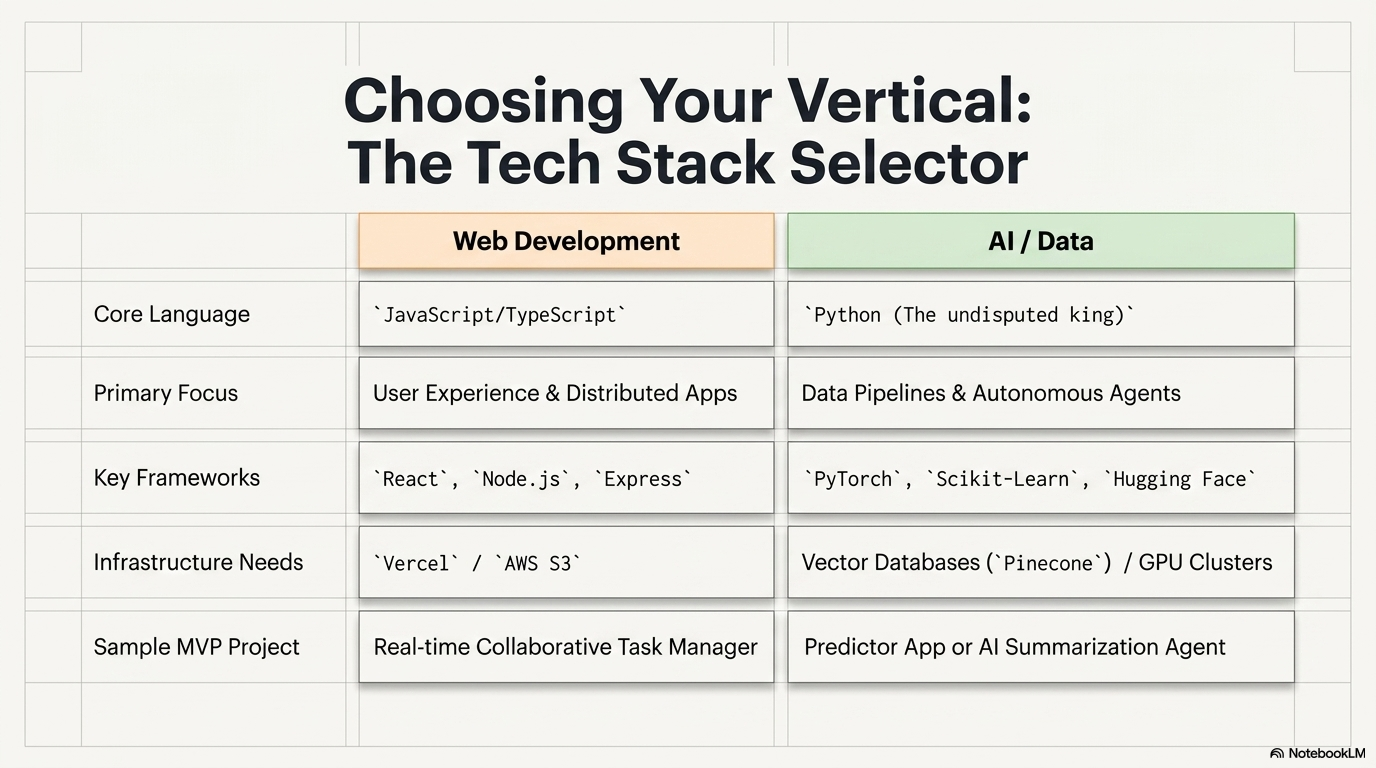 Choosing Your Vertical:
The Tech Stack Selector
Web Development
AI / Data
Core Language
`JavaScript/TypeScript`
`Python (The undisputed king)`
Primary Focus
User Experience & Distributed Apps
Data Pipelines & Autonomous Agents
Key Frameworks
`React`, `Node.js`, `Express`
`PyTorch`, `Scikit-Learn`, `Hugging Face`
Infrastructure Needs
`Vercel` / `AWS S3`
Vector Databases (`Pinecone`) / GPU Clusters
Sample MVP Project
Real-time Collaborative Task Manager
Predictor App or AI Summarization Agent
NotebookLM